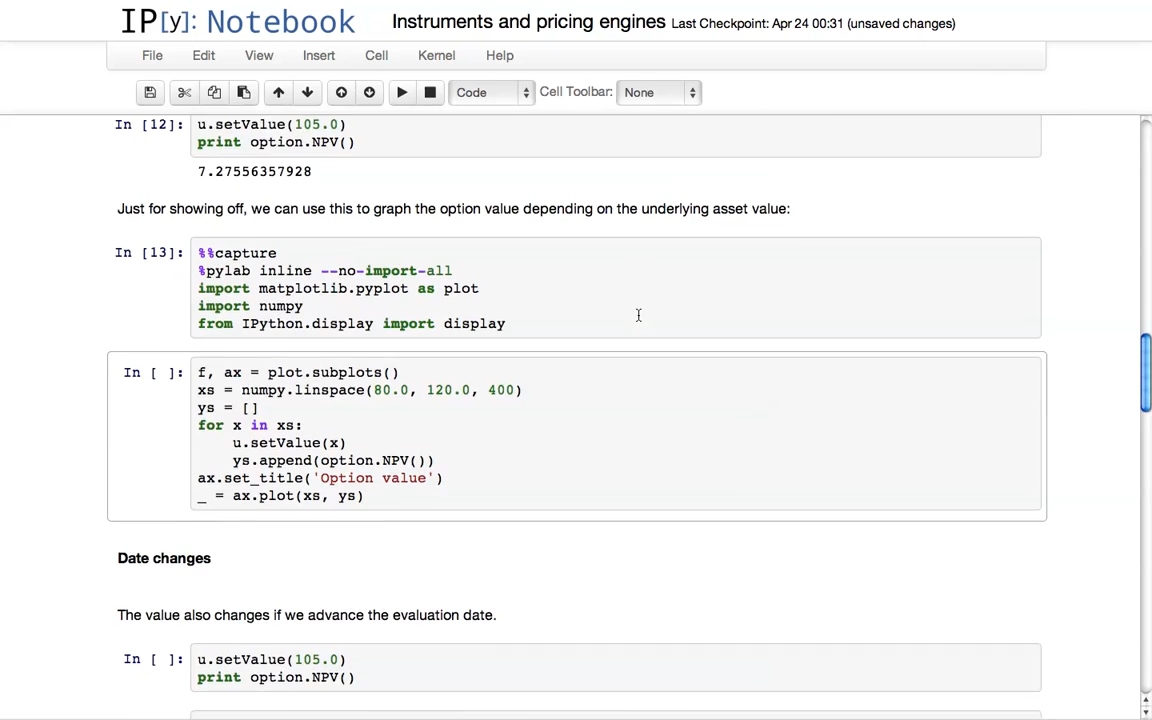 IP[y]: Notebook Instruments and pricing engines Last Checkpoint: Apr 24 00:31 (unsaved changes)
File Edit View Insert Cell Kernel Help
Code Cell Toolbar: None
In [12]: u.setValue(105.0)
print option.NPV()
7.27556357928
Just for showing off, we can use this to graph the option value depending on the underlying asset value:
In [13]: %%capture
%pylab inline --no-import-all
import matplotlib.pyplot as plot
import numpy
from IPython.display import display
In [ ]: f, ax = plot.subplots()
xs = numpy.linspace(80.0, 120.0, 400)
ys = []
for x in xs:
    u.setValue(x)
    ys.append(option.NPV())
ax.set_title('Option value')
_ = ax.plot(xs, ys)
Date changes
The value also changes if we advance the evaluation date.
In [ ]: u.setValue(105.0)
print option.NPV()